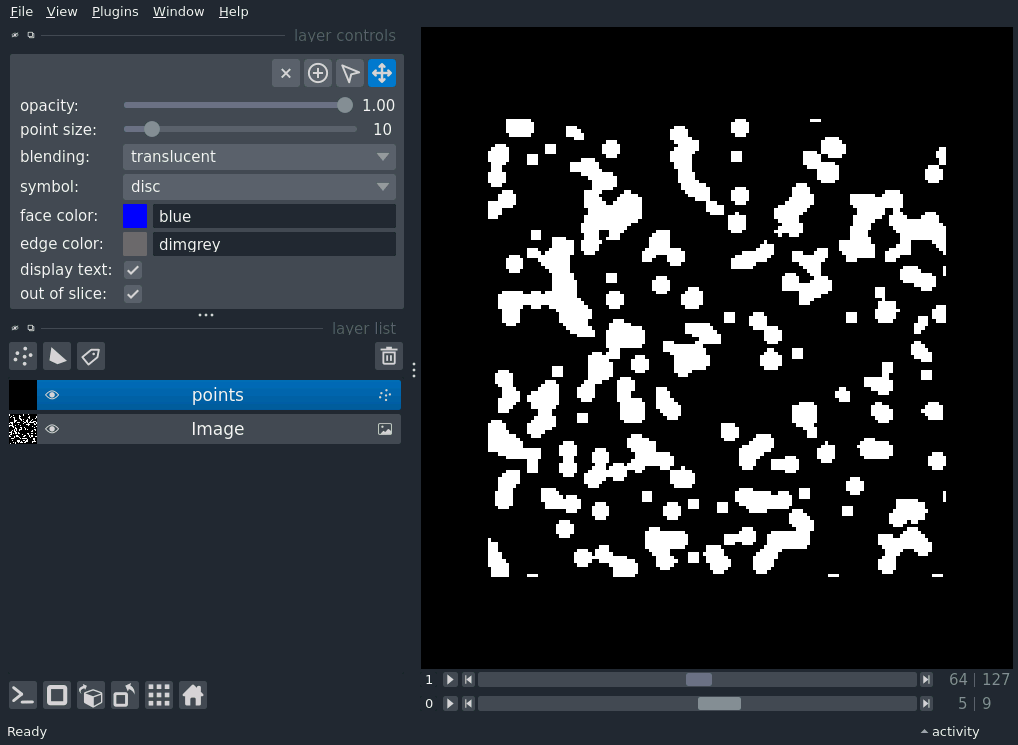 File View Plugins Window Help
layer controls
opacity: 1.00
point size: 10
blending: translucent
symbol: disc
face color: blue
edge color: dimgrey
display text:
out of slice:
layer list
points
Image
1 64 | 127
0 5 | 9
Ready activity